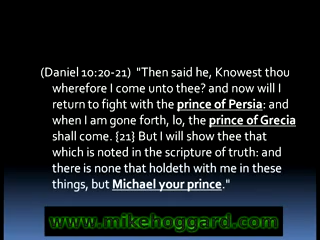 (Daniel 10:20-21)  "Then said he, Knowest thou
wherefore I come unto thee? and now will I
return to fight with the prince of Persia: and
when I am gone forth, lo, the prince of Grecia
shall come. {21} But I will show thee that
which is noted in the scripture of truth: and
there is none that holdeth with me in these
things, but Michael your prince."
www.mikehoggard.com